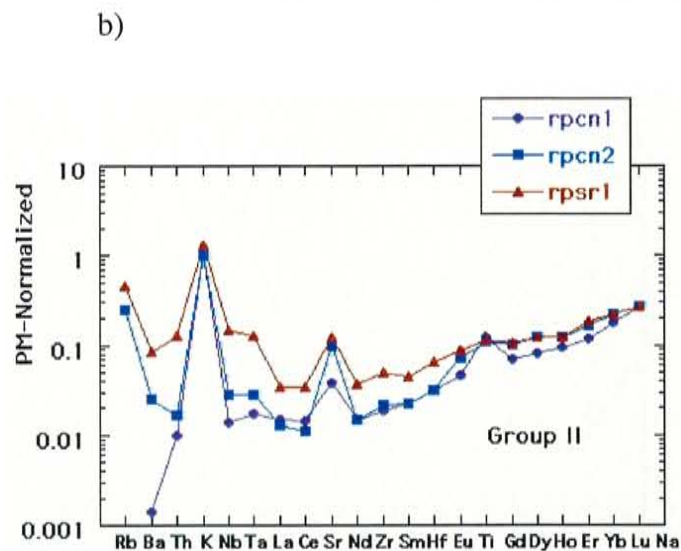 b)
rpcn1
rpcn2
rpsr1
10
1
0.1
0.01
0.001
PM-Normalized
Group II
Rb Ba Th K Nb Ta La Ce Sr Nd Zr Sm Hf Eu Ti Gd Dy Ho Er Yb Lu Na